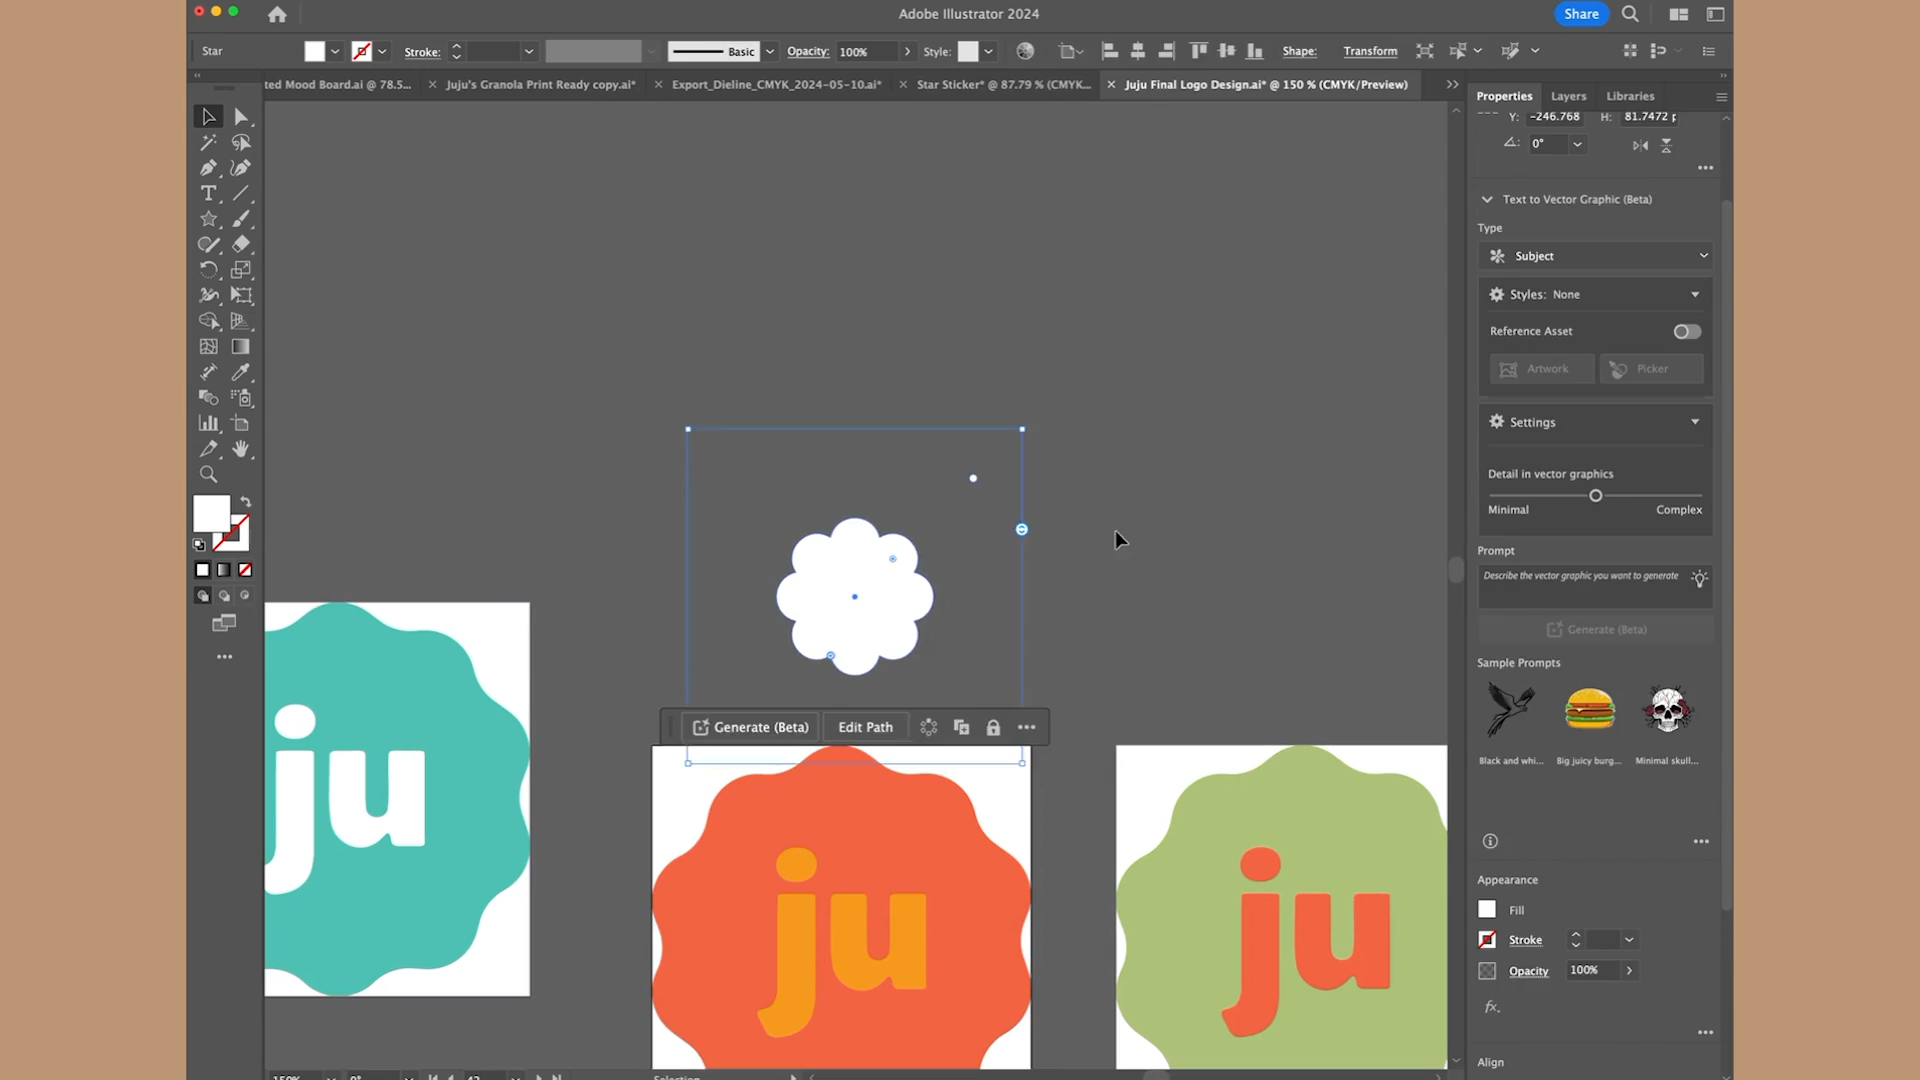 Adobe Illustrator 2024
Share
Star
Stroke:
Basic
Opacity:
100%
Style:
Shape:
Transform
ted Mood Board.ai @ 78.5...
Juju's Granola Print Ready copy.ai*
Export_Dieline_CMYK_2024-05-10.ai*
Star Sticker* @ 87.79 % (CMYK...
Juju Final Logo Design.ai* @ 150 % (CMYK/Preview)
Properties
Layers
Libraries
Y:
-246.768
H:
81.7472 p
0°
Text to Vector Graphic (Beta)
Type
Subject
Styles: None
Reference Asset
Artwork
Picker
Settings
Detail in vector graphics
Minimal
Complex
Prompt
Describe the vector graphic you want to generate
Generate (Beta)
Sample Prompts
Black and whi...
Big juicy burg...
Minimal skull...
Appearance
Fill
Stroke
Opacity
100%
fx.
Align
Generate (Beta)
Edit Path
ju
ju
ju
150%
0°
42
Selection